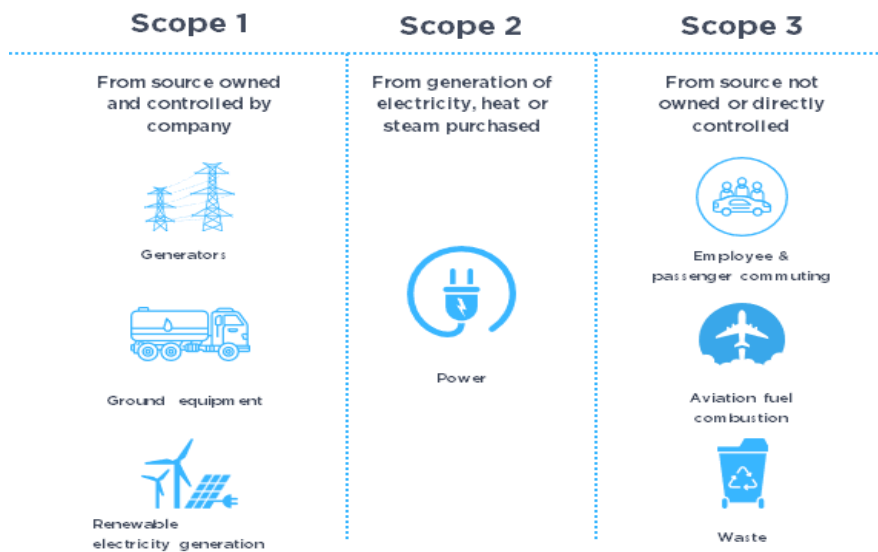 Scope 1
From source owned
and controlled by
company
Generators
Ground equipment
Renewable
electricity generation
Scope 2
From generation of
electricity, heat or
steam purchased
Power
Scope 3
From source not
owned or directly
controlled
Employee &
passenger commuting
Aviation fuel
combustion
Waste